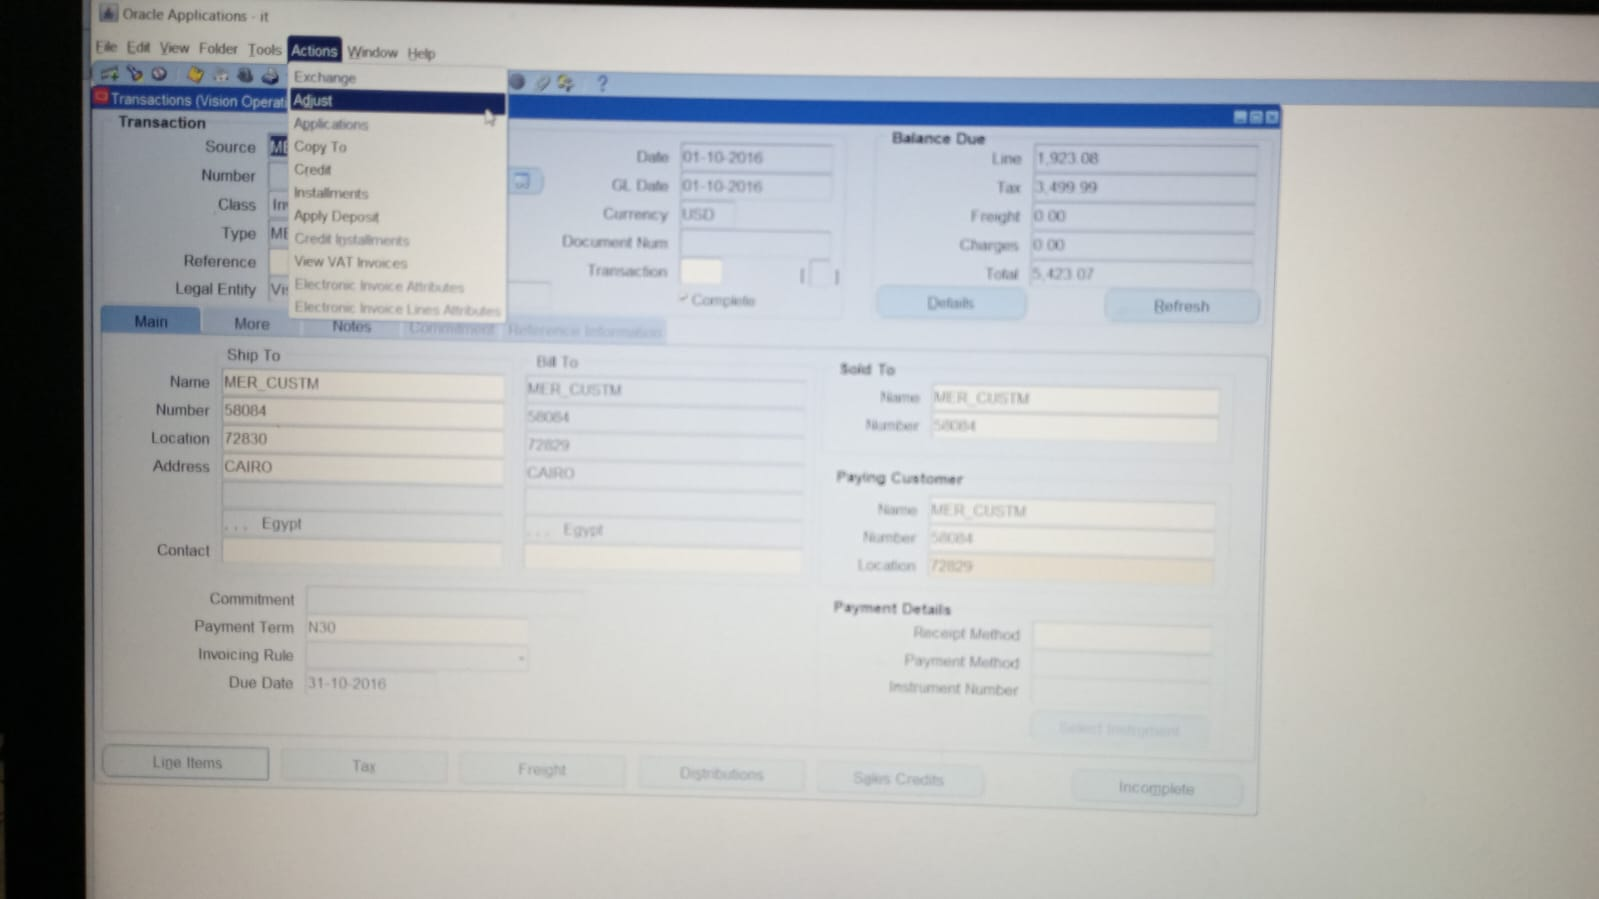 Oracle Applications - it
File Edit View Folder Tools Actions Window Help
Exchange
Adjust
Applications
Copy To
Credit
Installments
Apply Deposit
Credit Installments
View VAT Invoices
Electronic Invoice Attributes
Electronic Invoice Lines Attributes
Transactions (Vision Operati
Transaction
Source ME
Number
Class Inv
Type ME
Reference
Legal Entity Vis
Date 01-10-2016
GL Date 01-10-2016
Currency USD
Document Num
Transaction [ ]
Complete
Balance Due
Line 1,923.08
Tax 3,499.99
Freight 0.00
Charges 0.00
Total 5,423.07
Details Refresh
Main More Notes Commitment Reference Information
Ship To
Name MER_CUSTM
Number 58084
Location 72830
Address CAIRO
. . . Egypt
Contact
Bill To
MER_CUSTM
58084
72829
CAIRO
. . . Egypt
Sold To
Name MER_CUSTM
Number 58084
Paying Customer
Name MER_CUSTM
Number 58084
Location 72829
Commitment
Payment Term N30
Invoicing Rule
Due Date 31-10-2016
Payment Details
Receipt Method
Payment Method
Instrument Number
Select Instrument
Line Items Tax Freight Distributions Sales Credits Incomplete